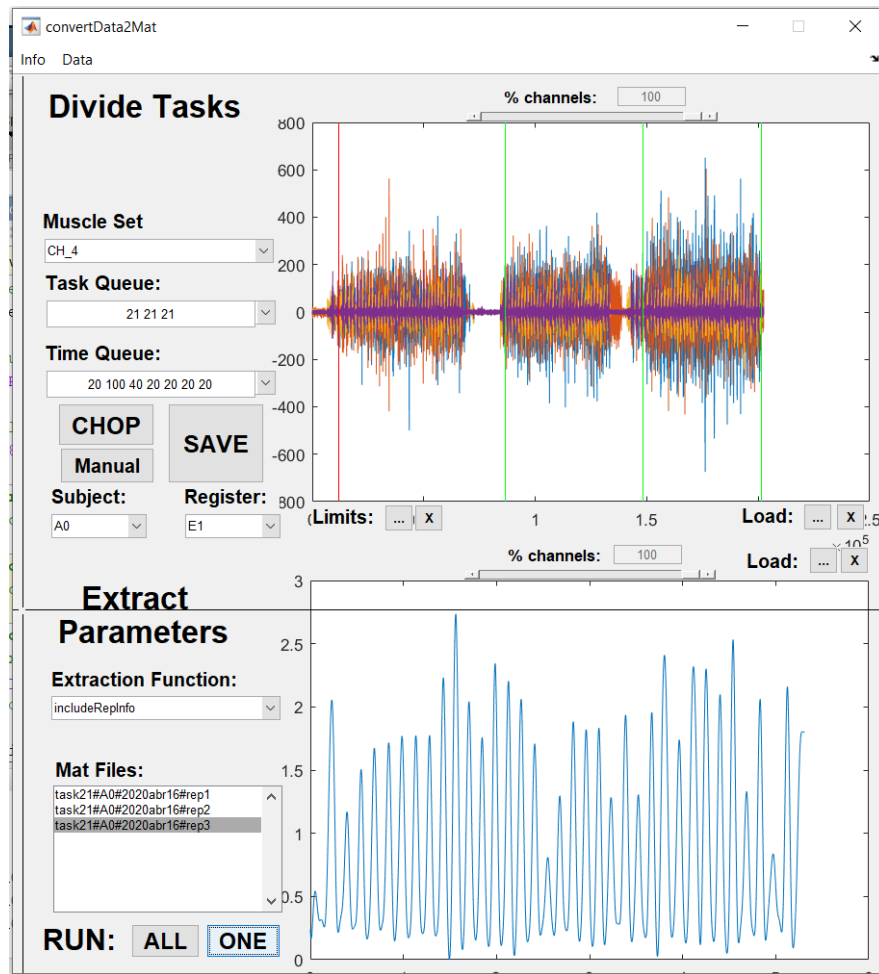 convertData2Mat
Info Data
Divide Tasks
% channels: 100
800
600
400
200
0
-200
-400
-600
800
1
1.5
2.5
10^5
Muscle Set
CH_4
Task Queue:
21 21 21
Time Queue:
20 100 40 20 20 20 20
CHOP
SAVE
Manual
Subject: Register:
A0 E1
Limits: ... X
Load: ... X
% channels: 100
Load: ... X
Extract
Parameters
Extraction Function:
includeRepInfo
Mat Files:
task21#A0#2020abr16#rep1
task21#A0#2020abr16#rep2
task21#A0#2020abr16#rep3
RUN: ALL ONE
3
2.5
2
1.5
1
0.5
0